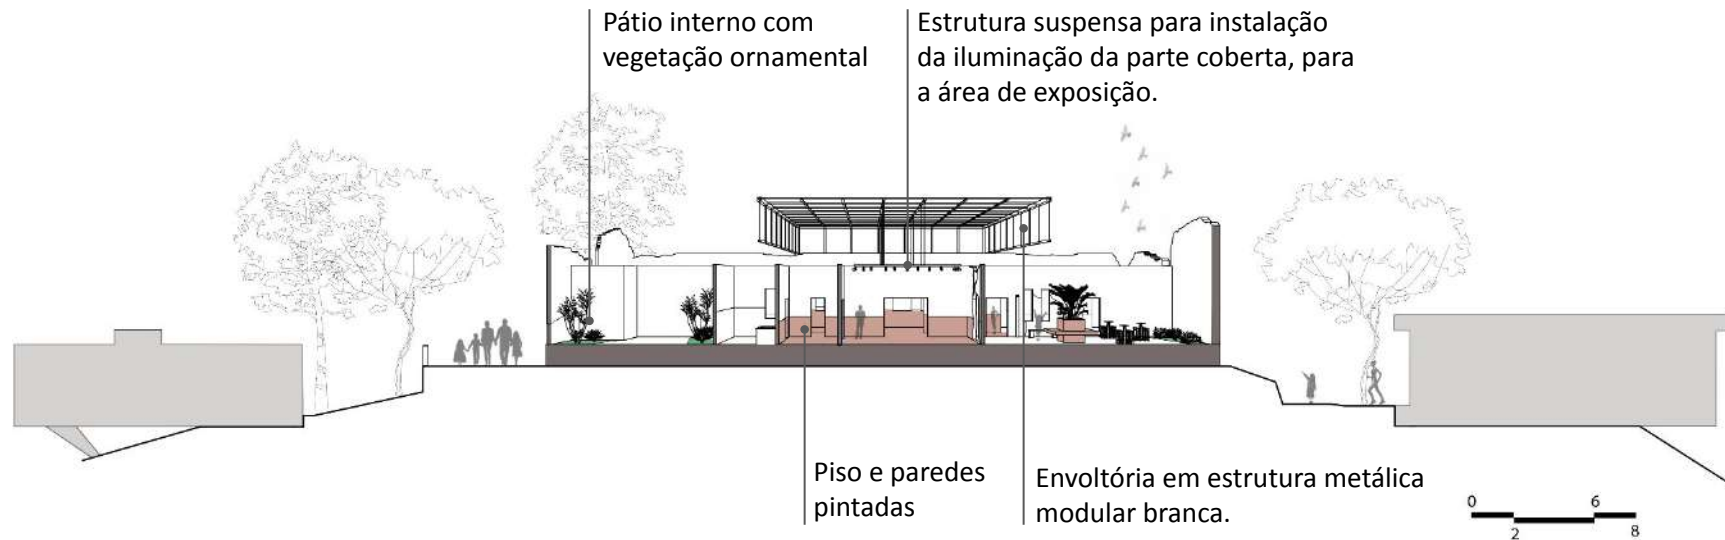 Pátio interno com
vegetação ornamental
Estrutura suspensa para instalação
da iluminação da parte coberta, para
a área de exposição.
Piso e paredes
pintadas
Envoltória em estrutura metálica
modular branca.
0 6
2 8